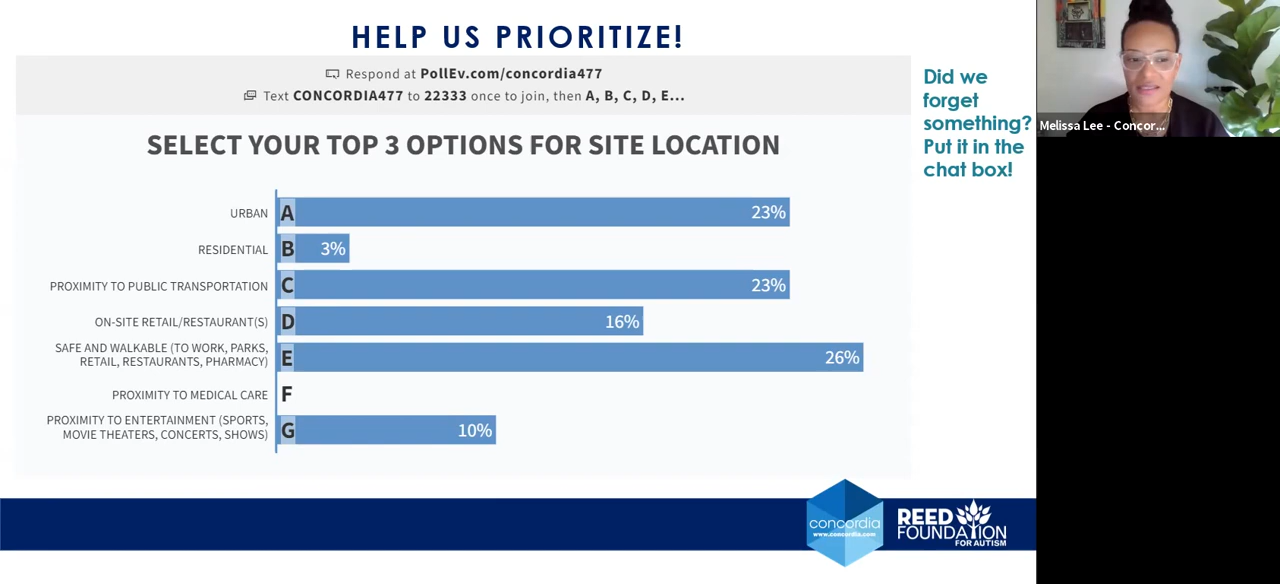 HELP US PRIORITIZE!
Respond at PollEv.com/concordia477
Text CONCORDIA477 to 22333 once to join, then A, B, C, D, E...
SELECT YOUR TOP 3 OPTIONS FOR SITE LOCATION
URBAN A 23%
RESIDENTIAL B 3%
PROXIMITY TO PUBLIC TRANSPORTATION C 23%
ON-SITE RETAIL/RESTAURANT(S) D 16%
SAFE AND WALKABLE (TO WORK, PARKS,
RETAIL, RESTAURANTS, PHARMACY) E 26%
PROXIMITY TO MEDICAL CARE F
PROXIMITY TO ENTERTAINMENT (SPORTS,
MOVIE THEATERS, CONCERTS, SHOWS) G 10%
Did we
forget
something?
Put it in the
chat box!
Melissa Lee - Concor...
concordia
www.concordia.com
REED
FOUNDATION
FOR AUTISM